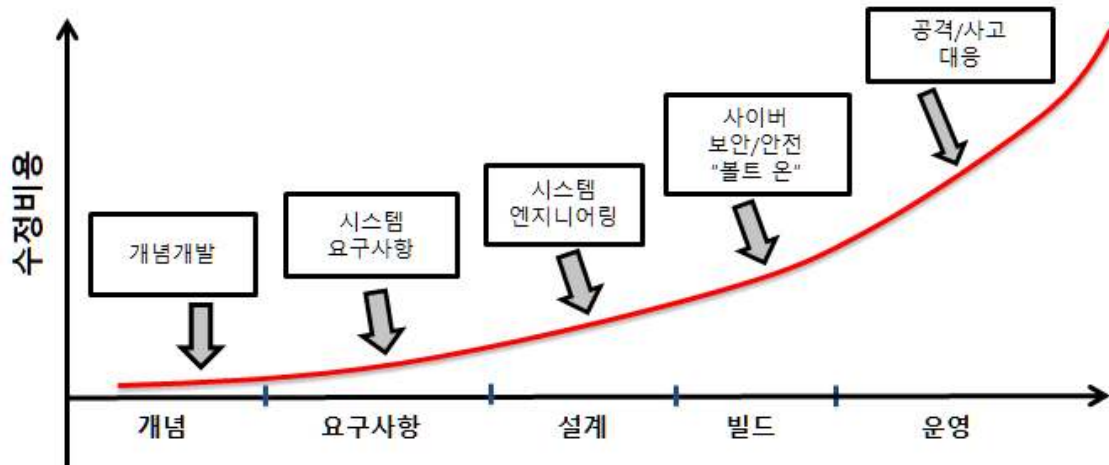 공격/사고
대응
사이버
보안/안전
"볼트 온"
시스템
엔지니어링
시스템
요구사항
개념개발
수정비용
개념
요구사항
설계
빌드
운영